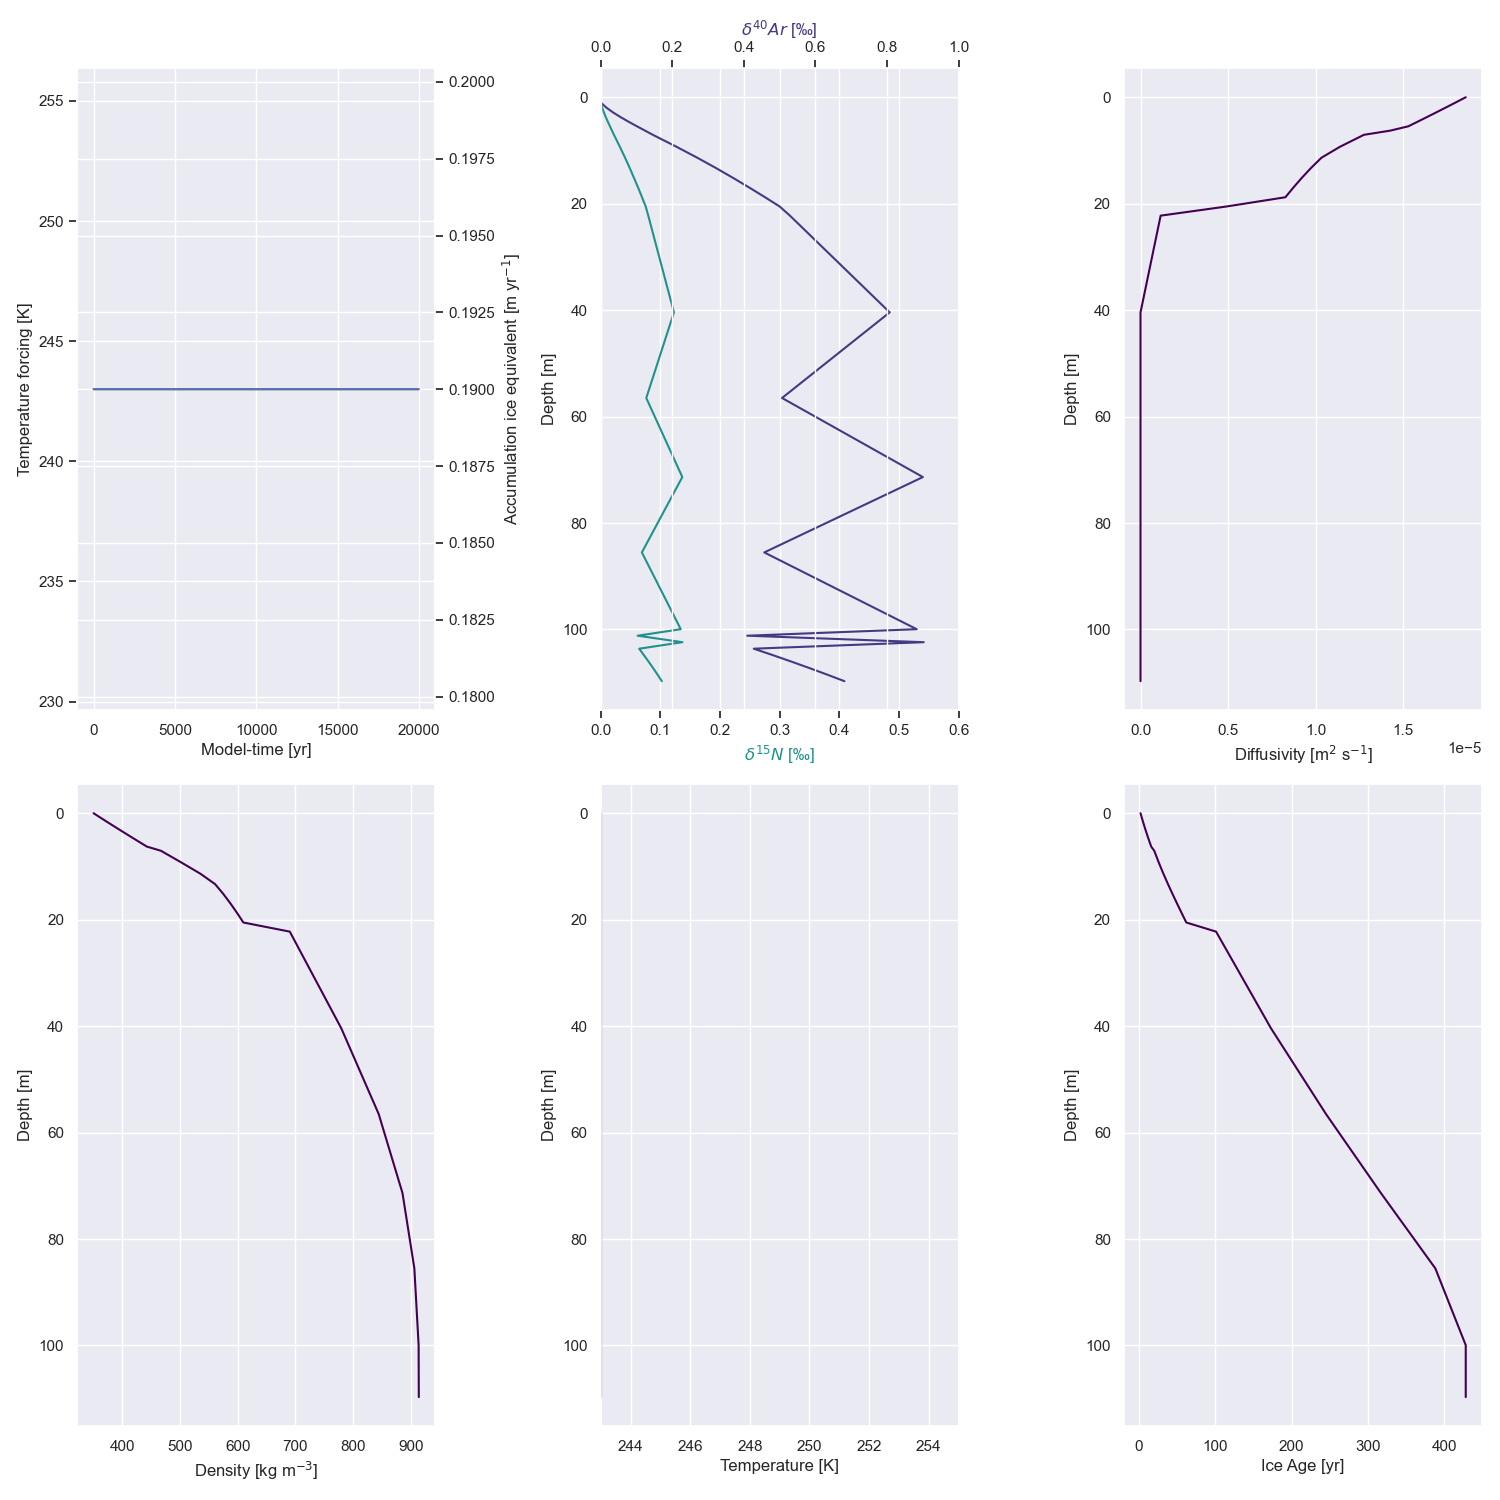 δ⁴⁰Ar [‰]
0.0 0.2 0.4 0.6 0.8 1.0
255
250
245
240
235
230
Temperature forcing [K]
0 5000 10000 15000 20000
Model-time [yr]
0.2000
0.1975
0.1950
0.1925
0.1900
0.1875
0.1850
0.1825
0.1800
Accumulation ice equivalent [m yr⁻¹]
0
20
40
60
80
100
Depth [m]
0.0 0.1 0.2 0.3 0.4 0.5 0.6
δ¹⁵N [‰]
0
20
40
60
80
100
Depth [m]
0.0 0.5 1.0 1.5
1e−5
Diffusivity [m² s⁻¹]
0
20
40
60
80
100
Depth [m]
400 500 600 700 800 900
Density [kg m⁻³]
0
20
40
60
80
100
Depth [m]
244 246 248 250 252 254
Temperature [K]
0
20
40
60
80
100
Depth [m]
0 100 200 300 400
Ice Age [yr]